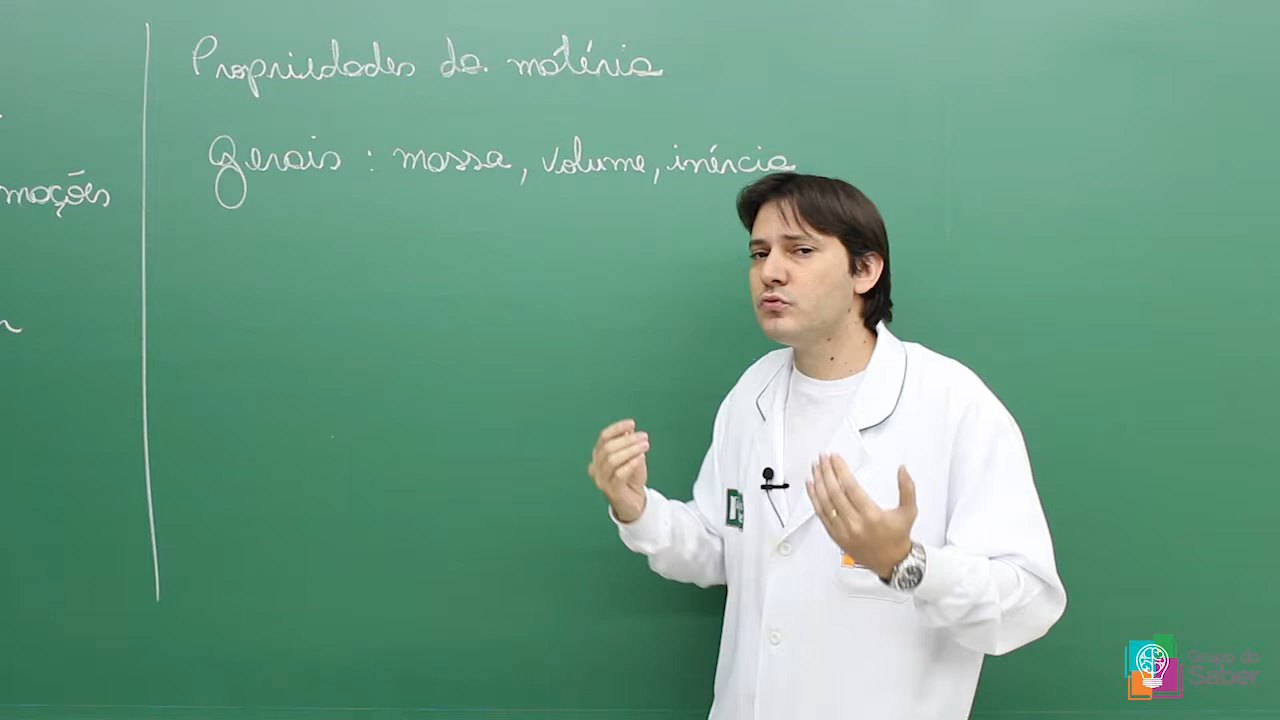 Propriedades da matéria
Gerais : massa, volume, inércia
mações
Grupo do
Saber